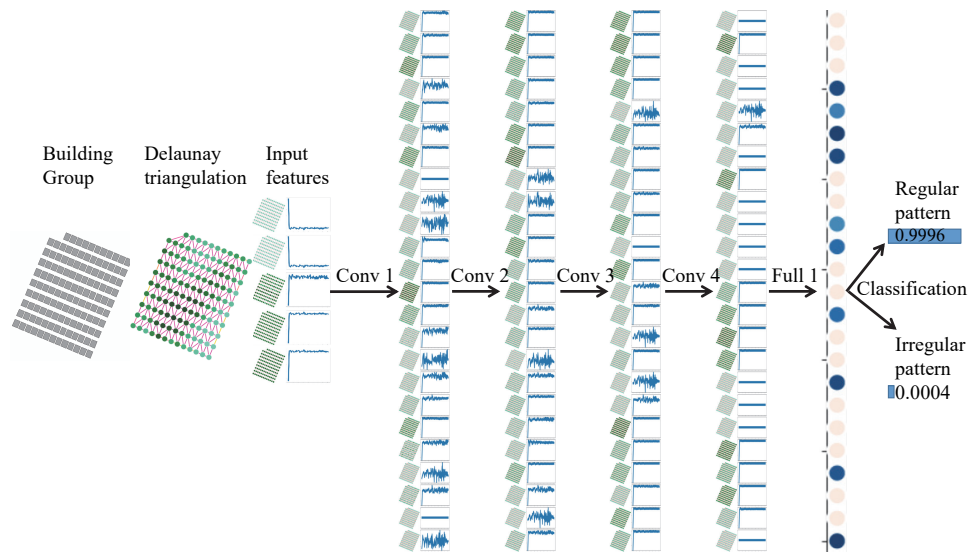 Building
Group
Delaunay
triangulation
Input
features
Conv 1
Conv 2
Conv 3
Conv 4
Full 1
Regular
pattern
0.9996
Classification
Irregular
pattern
0.0004